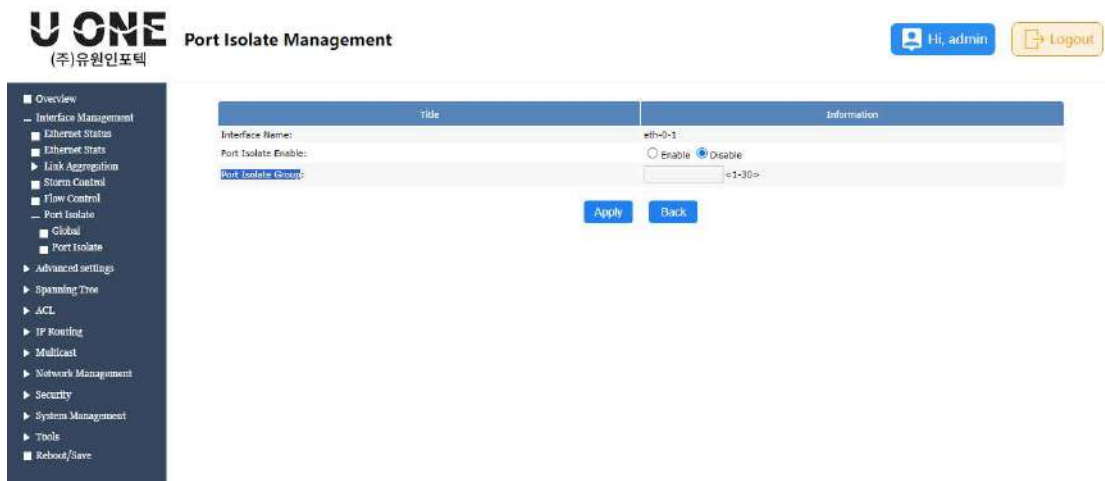 U ONE
(주)유원인포텍
Port Isolate Management
Hi, admin
Logout
Overview
Interface Management
Ethernet Status
Ethernet Stats
Link Aggregation
Storm Control
Flow Control
Port Isolate
Global
Port Isolate
Advanced settings
Spanning Tree
ACL
IP Routing
Multicast
Network Management
Security
System Management
Tools
Reboot/Save
Title Information
Interface Name: eth-0-1
Port Isolate Enable: Enable Disable
Port Isolate Group: <1-30>
Apply Back